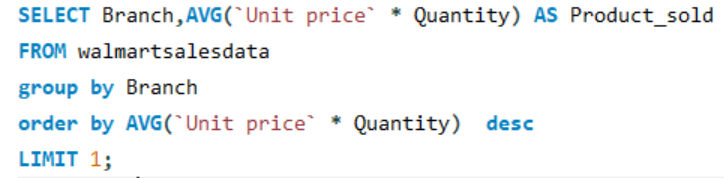 SELECT Branch,AVG(`Unit price` * Quantity) AS Product_sold
FROM walmartsalesdata
group by Branch
order by AVG(`Unit price` * Quantity)  desc
LIMIT 1;